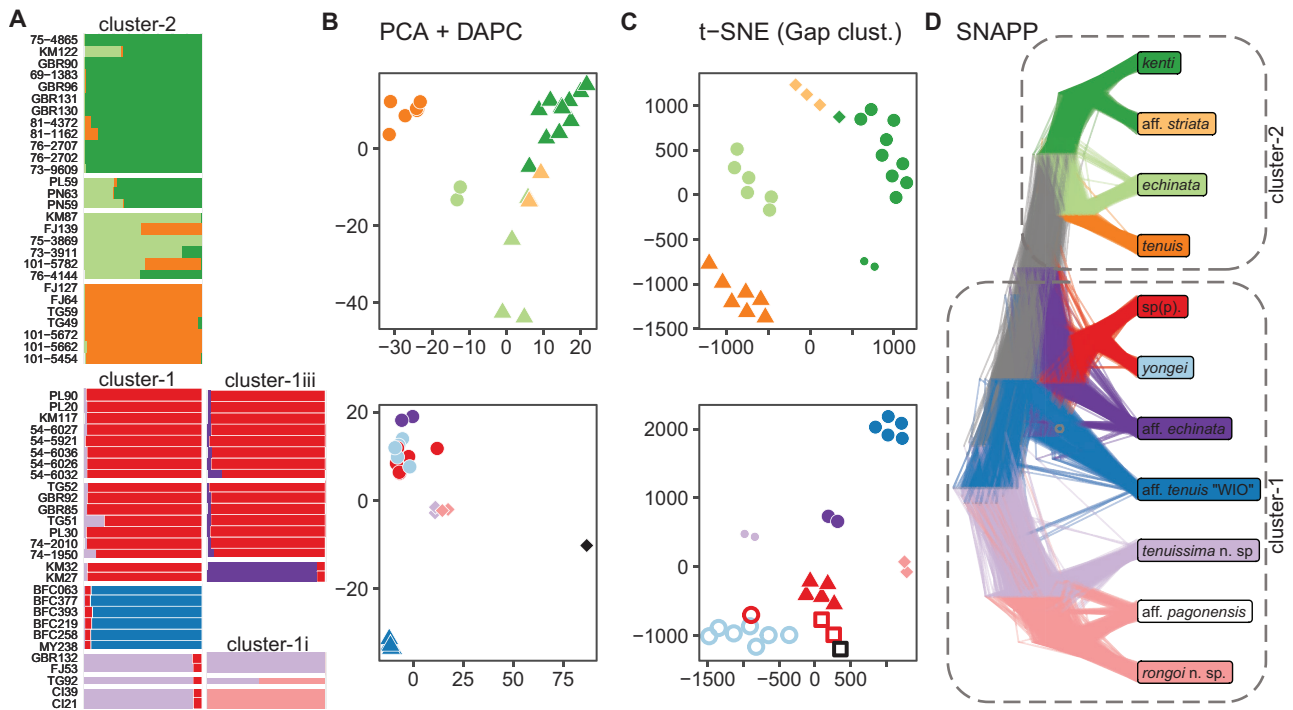 A
cluster-2
75-4865
KM122
GBR90
69-1383
GBR96
GBR131
GBR130
81-4372
81-1162
76-2707
76-2702
73-9609
PL59
PN63
PN59
KM87
FJ139
75-3869
73-3911
101-5782
76-4144
FJ127
FJ64
TG59
TG49
101-5672
101-5662
101-5454
cluster-1 cluster-1iii
PL90
PL20
KM117
54-6027
54-5921
54-6036
54-6026
54-6032
TG52
GBR92
GBR85
TG51
PL30
74-2010
74-1950
KM32
KM27
BFC063
BFC377
BFC393
BFC219
BFC258
MY238
cluster-1i
GBR132
FJ53
TG92
CI39
CI21
B
PCA + DAPC
0
−20
−40
−30 −20 −10 0 10 20
20
0
−20
0 25 50 75
C
t−SNE (Gap clust.)
1000
500
0
−500
−1000
−1500
−1000 0 1000
2000
1000
0
−1000
−1500 −500 0 500
D SNAPP
kenti
aff. striata
echinata
tenuis
cluster-2
sp(p).
yongei
aff. echinata
aff. tenuis "WIO"
tenuissima n. sp
aff. pagonensis
rongoi n. sp.
cluster-1